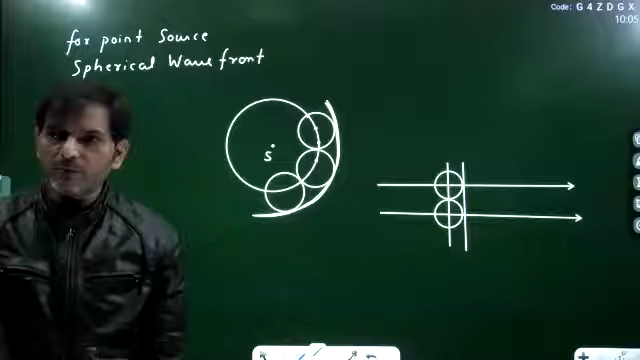 Code: G 4 Z D G X
10:05
for point Source
Spherical Wave front
S